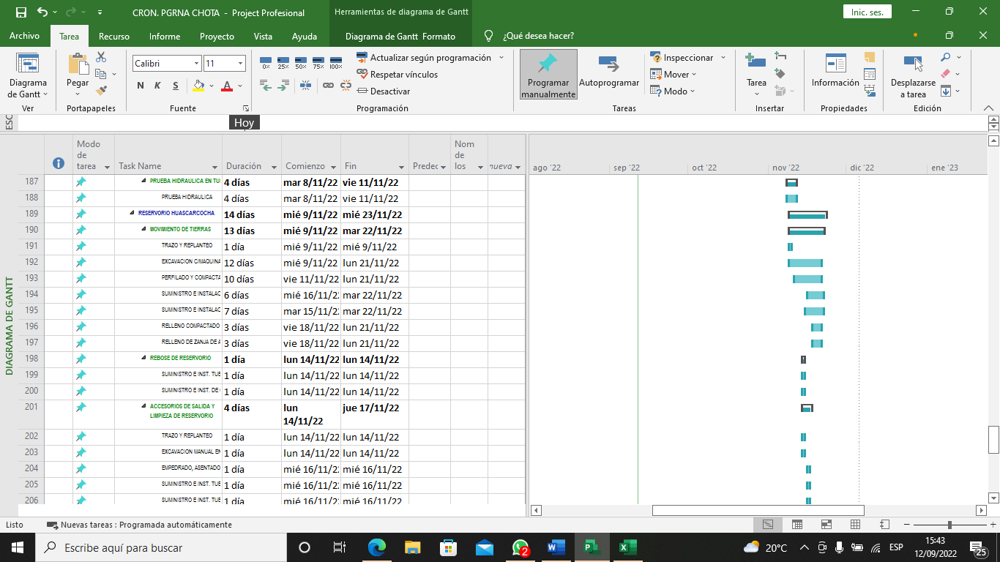 CRON. PGRNA CHOTA - Project Profesional
Herramientas de diagrama de Gantt
Inic. ses.
Archivo Tarea Recurso Informe Proyecto Vista Ayuda Diagrama de Gantt Formato ¿Qué desea hacer?
Diagrama de Gantt
Ver
Pegar
Portapapeles
Calibri 11
N K S A
Fuente
0% 25% 50% 75% 100%
Actualizar según programación
Respetar vínculos
Desactivar
Programación
Programar manualmente
Autoprogramar
Inspeccionar
Mover
Modo
Tareas
Tarea
Insertar
Información
Propiedades
Desplazarse a tarea
Edición
ESC
Hoy
DIAGRAMA DE GANTT
Modo de tarea Task Name Duración Comienzo Fin Predec Nom de los nueva
ago '22 sep '22 oct '22 nov '22 dic '22 ene '23
187 PRUEBA HIDRAULICA EN TU 4 días mar 8/11/22 vie 11/11/22
188 PRUEBA HIDRAULICA 4 días mar 8/11/22 vie 11/11/22
189 RESERVORIO HUASCARCOCHA 14 días mié 9/11/22 mié 23/11/22
190 MOVIMIENTO DE TIERRAS 13 días mié 9/11/22 mar 22/11/22
191 TRAZO Y REPLANTEO 1 día mié 9/11/22 mié 9/11/22
192 EXCAVACION C/MAQUINA 12 días mié 9/11/22 lun 21/11/22
193 PERFILADO Y COMPACTA 10 días vie 11/11/22 lun 21/11/22
194 SUMINISTRO E INSTALAC 6 días mié 16/11/22 mar 22/11/22
195 SUMINISTRO E INSTALAC 7 días mar 15/11/22 mar 22/11/22
196 RELLENO COMPACTADO 3 días vie 18/11/22 lun 21/11/22
197 RELLENO DE ZANJA DE A 3 días vie 18/11/22 lun 21/11/22
198 REBOSE DE RESERVORIO 1 día lun 14/11/22 lun 14/11/22
199 SUMINISTRO E INST. TUE 1 día lun 14/11/22 lun 14/11/22
200 SUMINISTRO E INST. DE 1 día lun 14/11/22 lun 14/11/22
201 ACCESORIOS DE SALIDA Y LIMPIEZA DE RESERVORIO 4 días lun 14/11/22 jue 17/11/22
202 TRAZO Y REPLANTEO 1 día lun 14/11/22 lun 14/11/22
203 EXCAVACION MANUAL EN 1 día lun 14/11/22 lun 14/11/22
204 EMPEDRADO, ASENTADO 1 día mié 16/11/22 mié 16/11/22
205 SUMINISTRO E INST. TUE 1 día mié 16/11/22 mié 16/11/22
206 SUMINISTRO E INST. TUE 1 día mié 16/11/22 mié 16/11/22
Listo Nuevas tareas : Programada automáticamente
Escribe aquí para buscar
2
20°C
ESP
15:43
12/09/2022
25